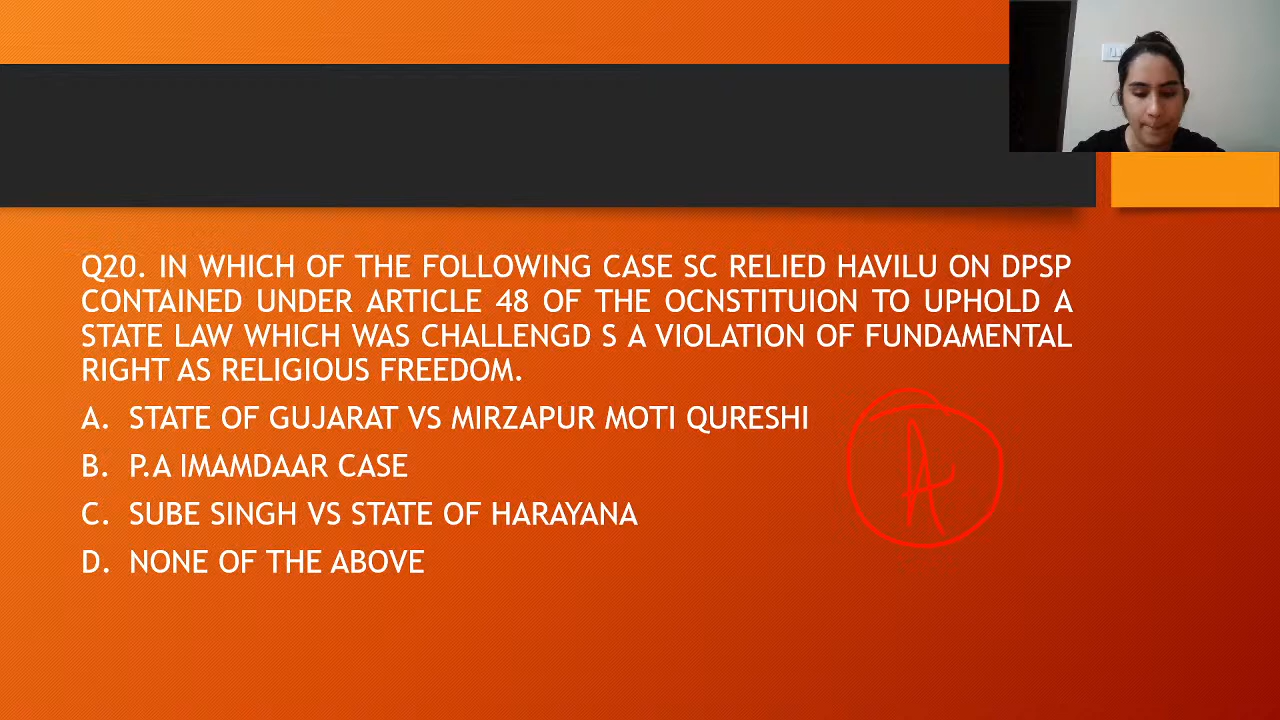 Q20. IN WHICH OF THE FOLLOWING CASE SC RELIED HAVILU ON DPSP
CONTAINED UNDER ARTICLE 48 OF THE OCNSTITUION TO UPHOLD A
STATE LAW WHICH WAS CHALLENGD S A VIOLATION OF FUNDAMENTAL
RIGHT AS RELIGIOUS FREEDOM.
A. STATE OF GUJARAT VS MIRZAPUR MOTI QURESHI
B. P.A IMAMDAAR CASE
C. SUBE SINGH VS STATE OF HARAYANA
D. NONE OF THE ABOVE
A